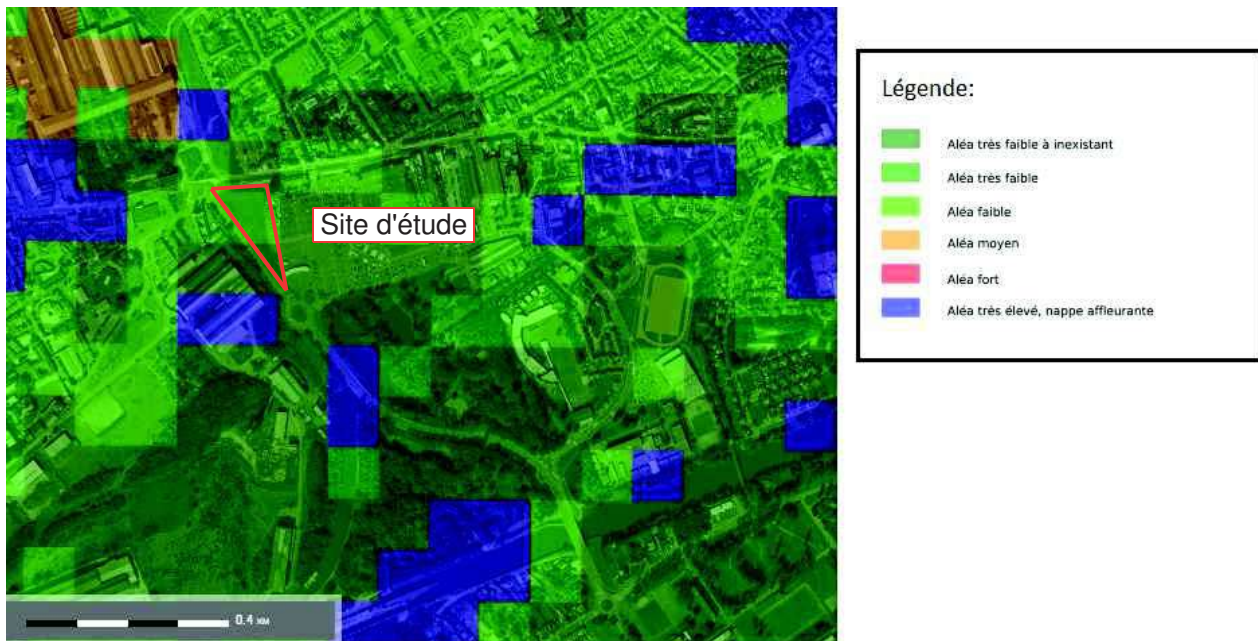 Site d'étude
0.4 KM
Légende:
Aléa très faible à inexistant
Aléa très faible
Aléa faible
Aléa moyen
Aléa fort
Aléa très élevé, nappe affleurante